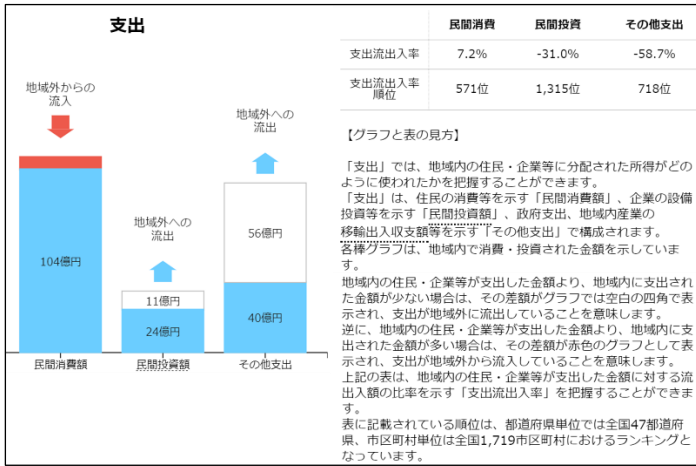 支出
地域外からの
流入
104億円
地域外への
流出
11億円
24億円
地域外への
流出
56億円
40億円
民間消費額 民間投資額 その他支出
民間消費 民間投資 その他支出
支出流出入率 7.2% -31.0% -58.7%
支出流出入率
順位 571位 1,315位 718位
【グラフと表の見方】
「支出」では、地域内の住民・企業等に分配された所得がどの
ように使われたかを把握することができます。
「支出」は、住民の消費等を示す「民間消費額」、企業の設備
投資等を示す「民間投資額」、政府支出、地域内産業の
移輸出入収支額等を示す「その他支出」で構成されます。
各棒グラフは、地域内で消費・投資された金額を示していま
す。
地域内の住民・企業等が支出した金額より、地域内に支出され
た金額が少ない場合は、その差額がグラフでは空白の四角で表
示され、支出が地域外に流出していることを意味します。
逆に、地域内の住民・企業等が支出した金額より、地域内に支
出された金額が多い場合は、その差額が赤色のグラフとして表
示され、支出が地域外から流入していることを意味します。
上記の表は、地域内の住民・企業等が支出した金額に対する流
出入額の比率を示す「支出流出入率」を把握することができま
す。
表に記載されている順位は、都道府県単位では全国47都道府
県、市区町村単位は全国1,719市区町村におけるランキングと
なっています。